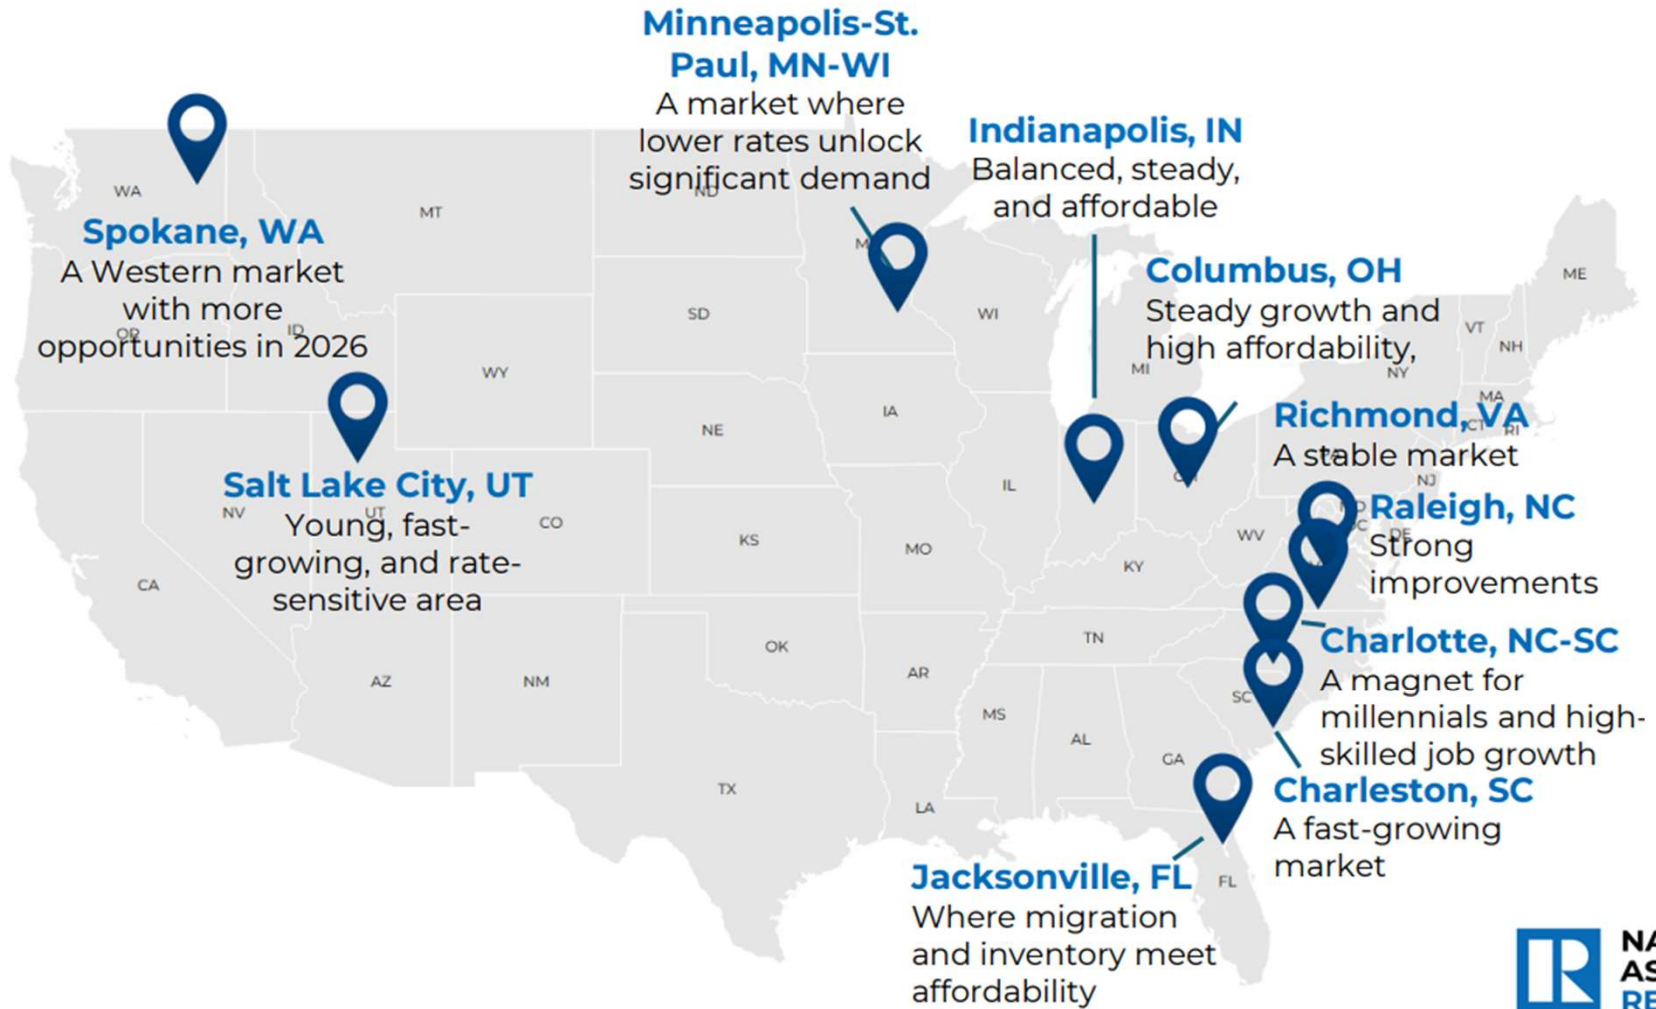 Minneapolis-St.
Paul, MN-WI
A market where
lower rates unlock
significant demand
Indianapolis, IN
Balanced, steady,
and affordable
Spokane, WA
A Western market
with more
opportunities in 2026
Columbus, OH
Steady growth and
high affordability,
Salt Lake City, UT
Young, fast-
growing, and rate-
sensitive area
Richmond, VA
A stable market
Raleigh, NC
Strong
improvements
Charlotte, NC-SC
A magnet for
millennials and high-
skilled job growth
Charleston, SC
A fast-growing
market
Jacksonville, FL
Where migration
and inventory meet
affordability
WA
MT
ND
ME
OR
ID
SD
WI
VT
NH
WY
MI
NY
MA
IA
NE
CT
RI
IL
NJ
NV
UT
CO
KS
MO
WV
DE
KY
CA
OK
TN
AR
AZ
NM
SC
MS
AL
GA
TX
LA
FL
R
NA
AS
RE